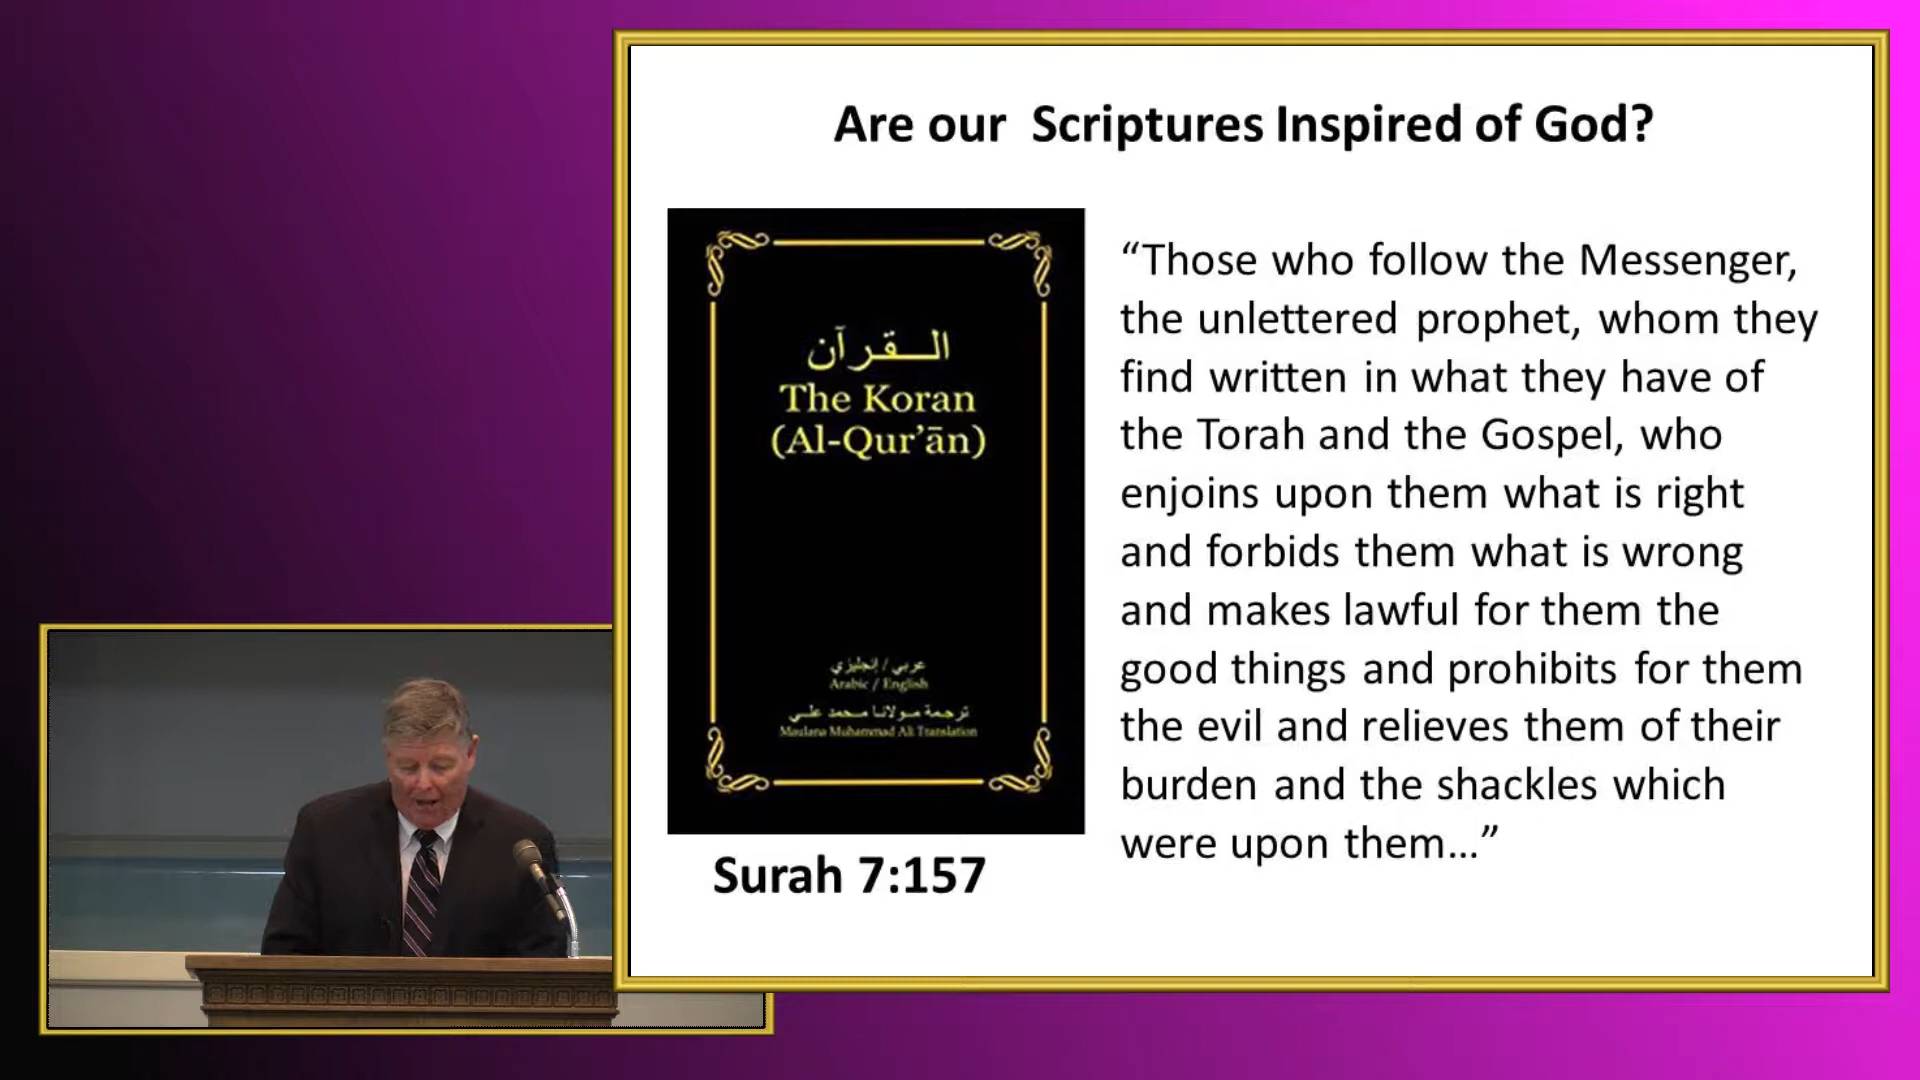 Are our Scriptures Inspired of God?
الـقرآن
The Koran
(Al-Qur’ān)
عربي / إنجليزي
Arabic / English
ترجمة مـولانـا محمد علي
Maulana Muhammad Ali Translation
Surah 7:157
“Those who follow the Messenger,
the unlettered prophet, whom they
find written in what they have of
the Torah and the Gospel, who
enjoins upon them what is right
and forbids them what is wrong
and makes lawful for them the
good things and prohibits for them
the evil and relieves them of their
burden and the shackles which
were upon them...”